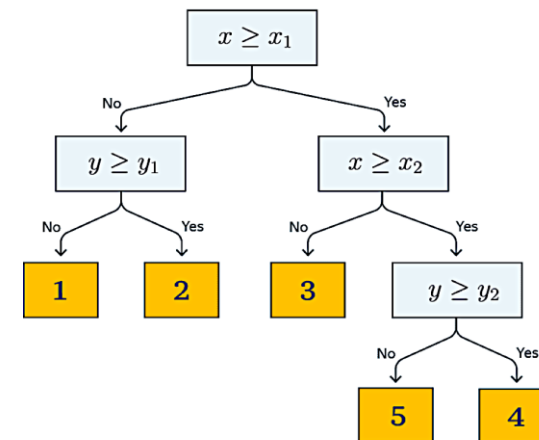 x ≥ x₁
No Yes
y ≥ y₁ x ≥ x₂
No Yes No Yes
1 2 3 y ≥ y₂
No Yes
5 4